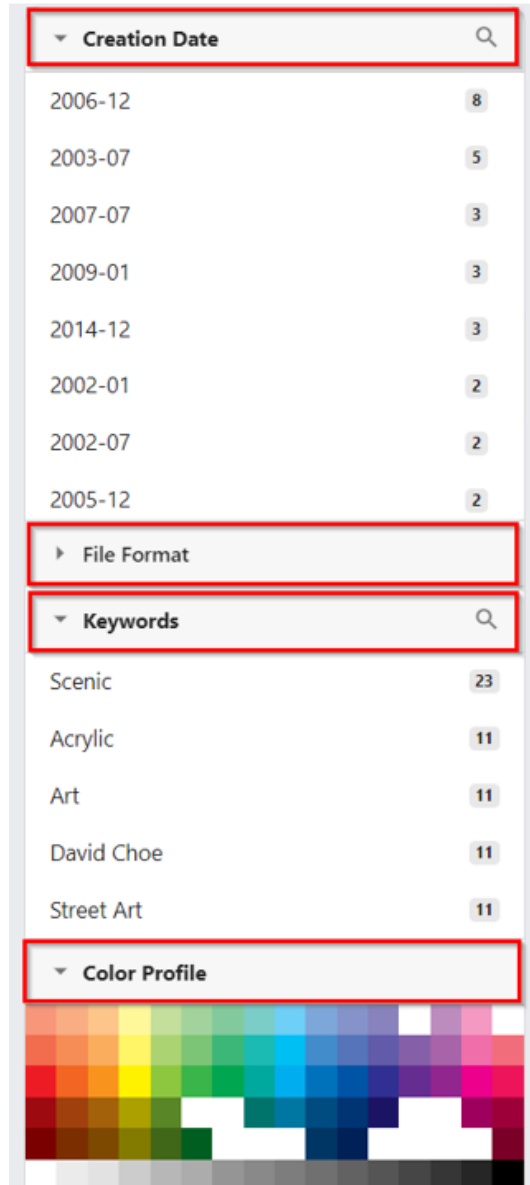 Creation Date
2006-12 8
2003-07 5
2007-07 3
2009-01 3
2014-12 3
2002-01 2
2002-07 2
2005-12 2
File Format
Keywords
Scenic 23
Acrylic 11
Art 11
David Choe 11
Street Art 11
Color Profile